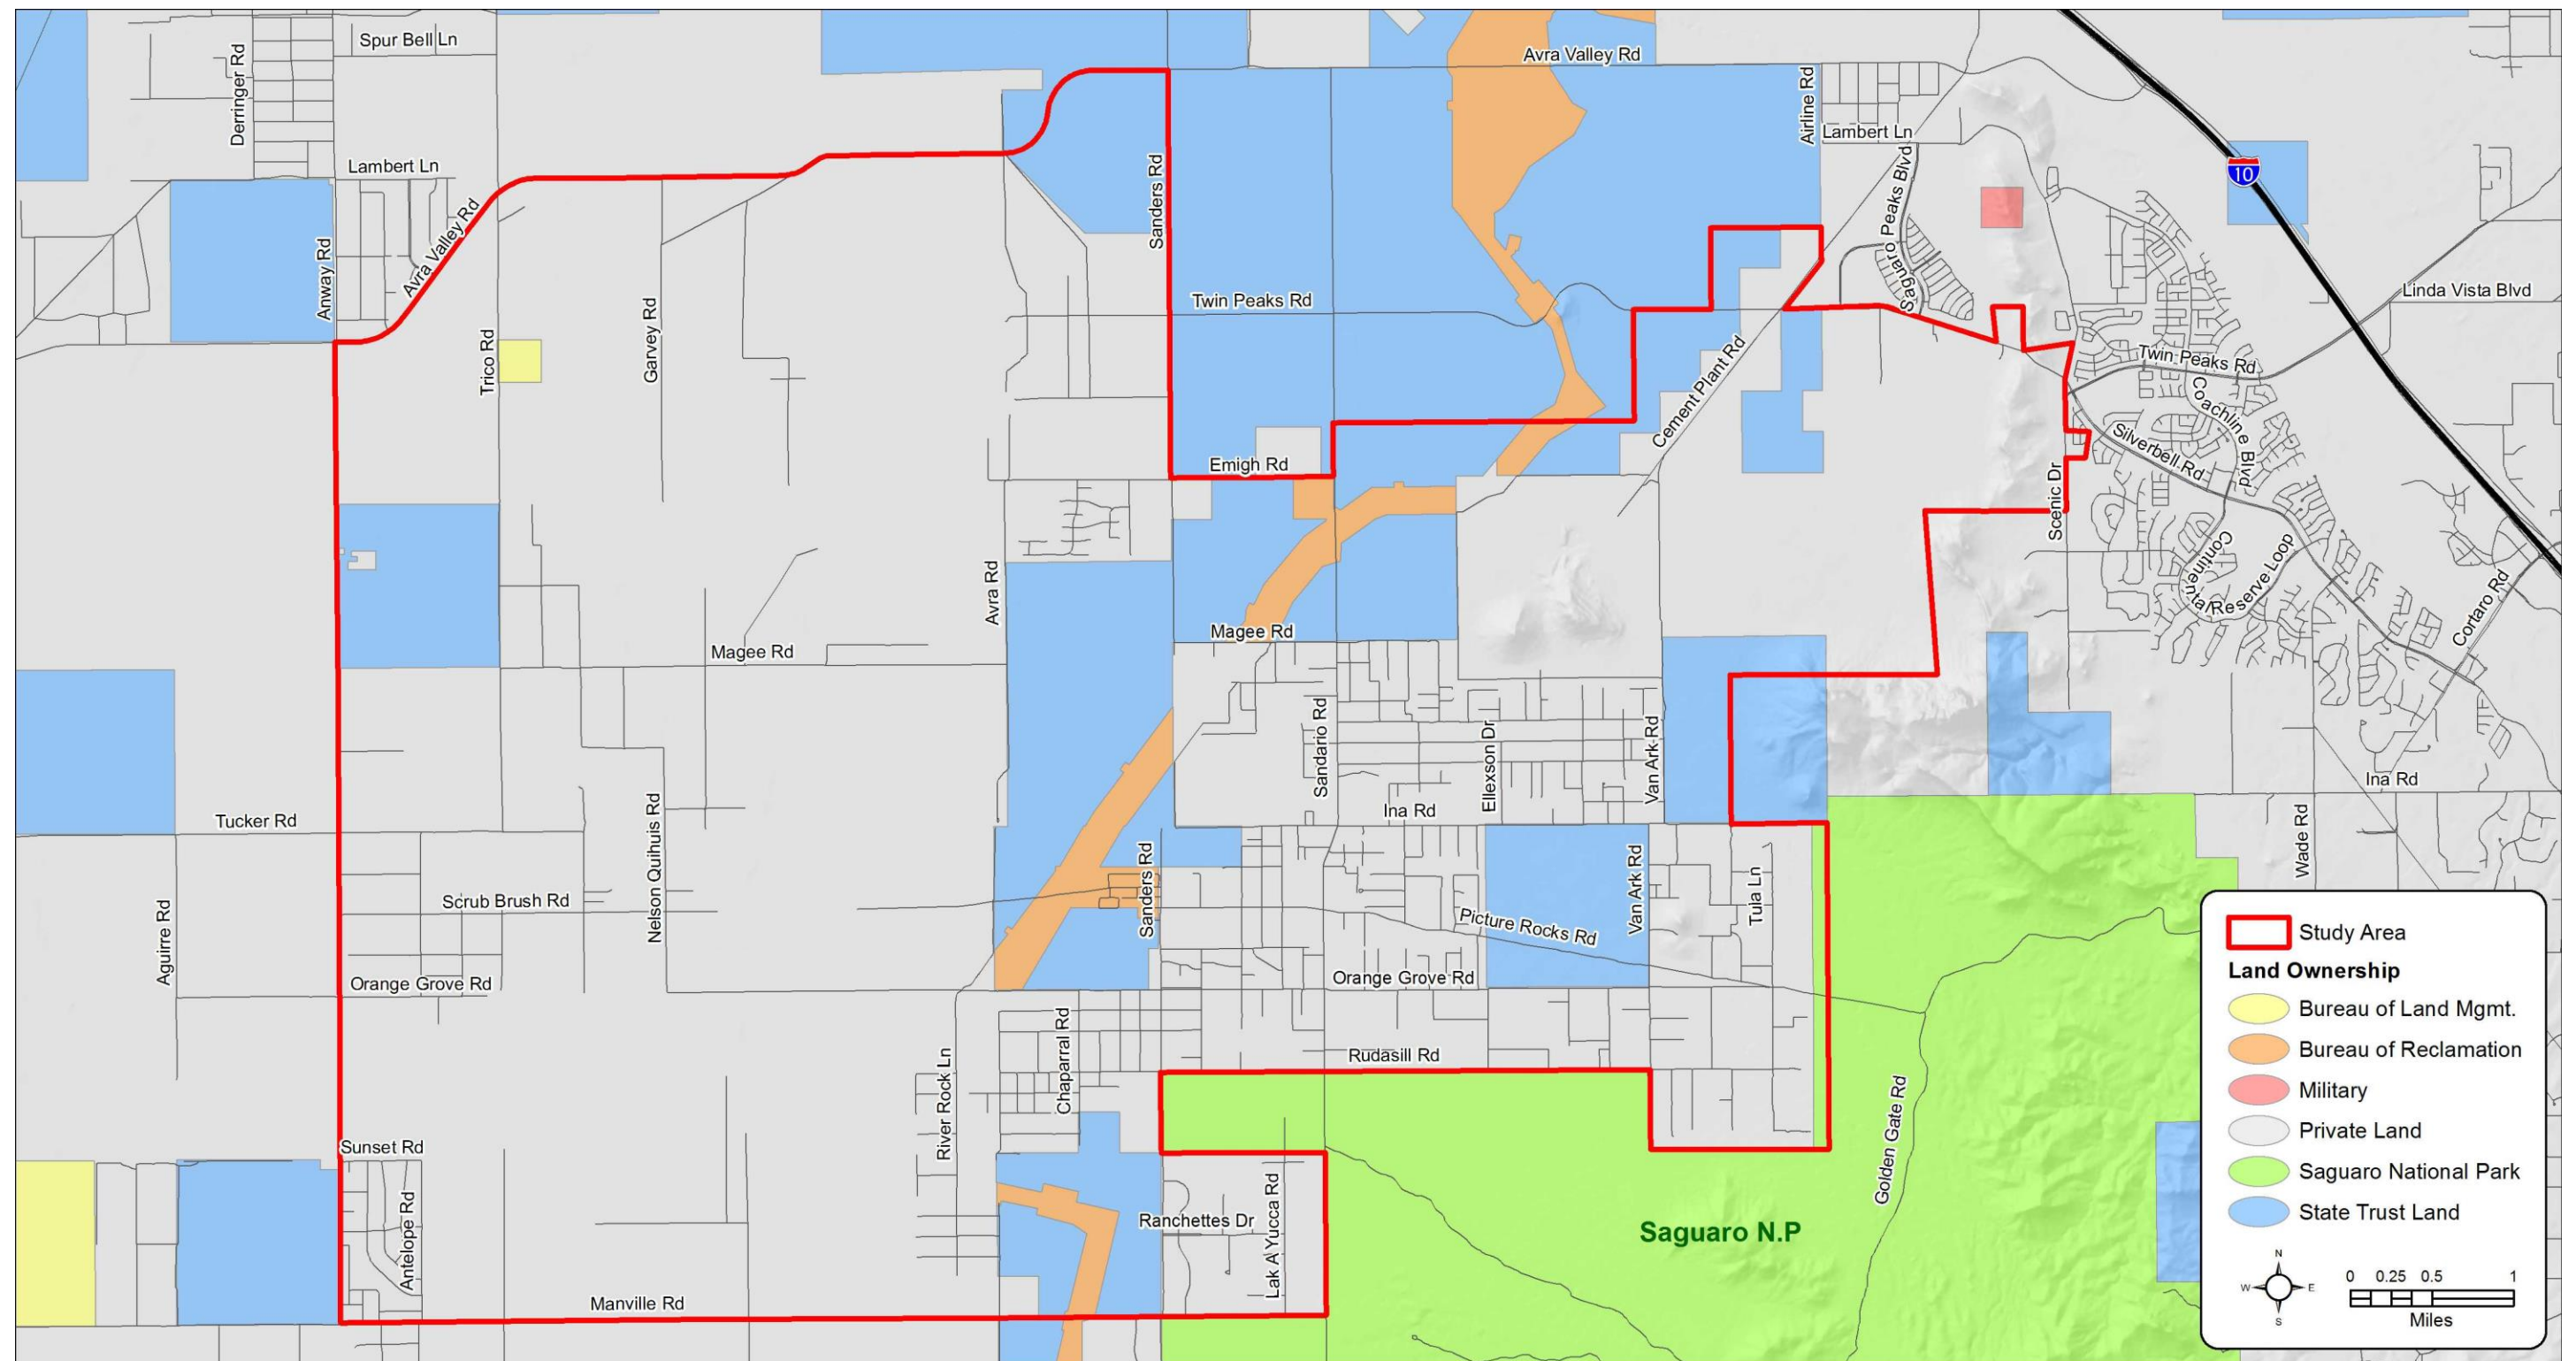 Spur Bell Ln
Derringer Rd
Avra Valley Rd
Airline Rd
Lambert Ln
Lambert Ln
10
Sanders Rd
Saguaro Peaks Blvd
Avra Valley Rd
Anway Rd
Twin Peaks Rd
Linda Vista Blvd
Trico Rd
Garvey Rd
Cement Plant Rd
Twin Peaks Rd
Coachline Blvd
Silverbell Rd
Emigh Rd
Scenic Dr
Avra Rd
Continental Reserve Loop
Cortaro Rd
Magee Rd
Magee Rd
Sandario Rd
Ellexson Dr
Van Ark Rd
Ina Rd
Ina Rd
Tucker Rd
Nelson Quihuis Rd
Wade Rd
Sanders Rd
Van Ark Rd
Tula Ln
Scrub Brush Rd
Aguirre Rd
Picture Rocks Rd
Orange Grove Rd
Orange Grove Rd
Chaparral Rd
Rudasill Rd
River Rock Ln
Golden Gate Rd
Sunset Rd
Antelope Rd
Ranchettes Dr
Lak A Yucca Rd
Saguaro N.P
Manville Rd
Study Area
Land Ownership
Bureau of Land Mgmt.
Bureau of Reclamation
Military
Private Land
Saguaro National Park
State Trust Land
N
W E
S
0 0.25 0.5 1
Miles